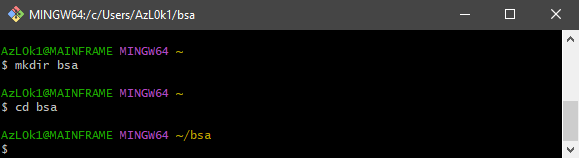 MINGW64:/c/Users/AzL0k1/bsa
AzL0k1@MAINFRAME MINGW64 ~
$ mkdir bsa
AzL0k1@MAINFRAME MINGW64 ~
$ cd bsa
AzL0k1@MAINFRAME MINGW64 ~/bsa
$